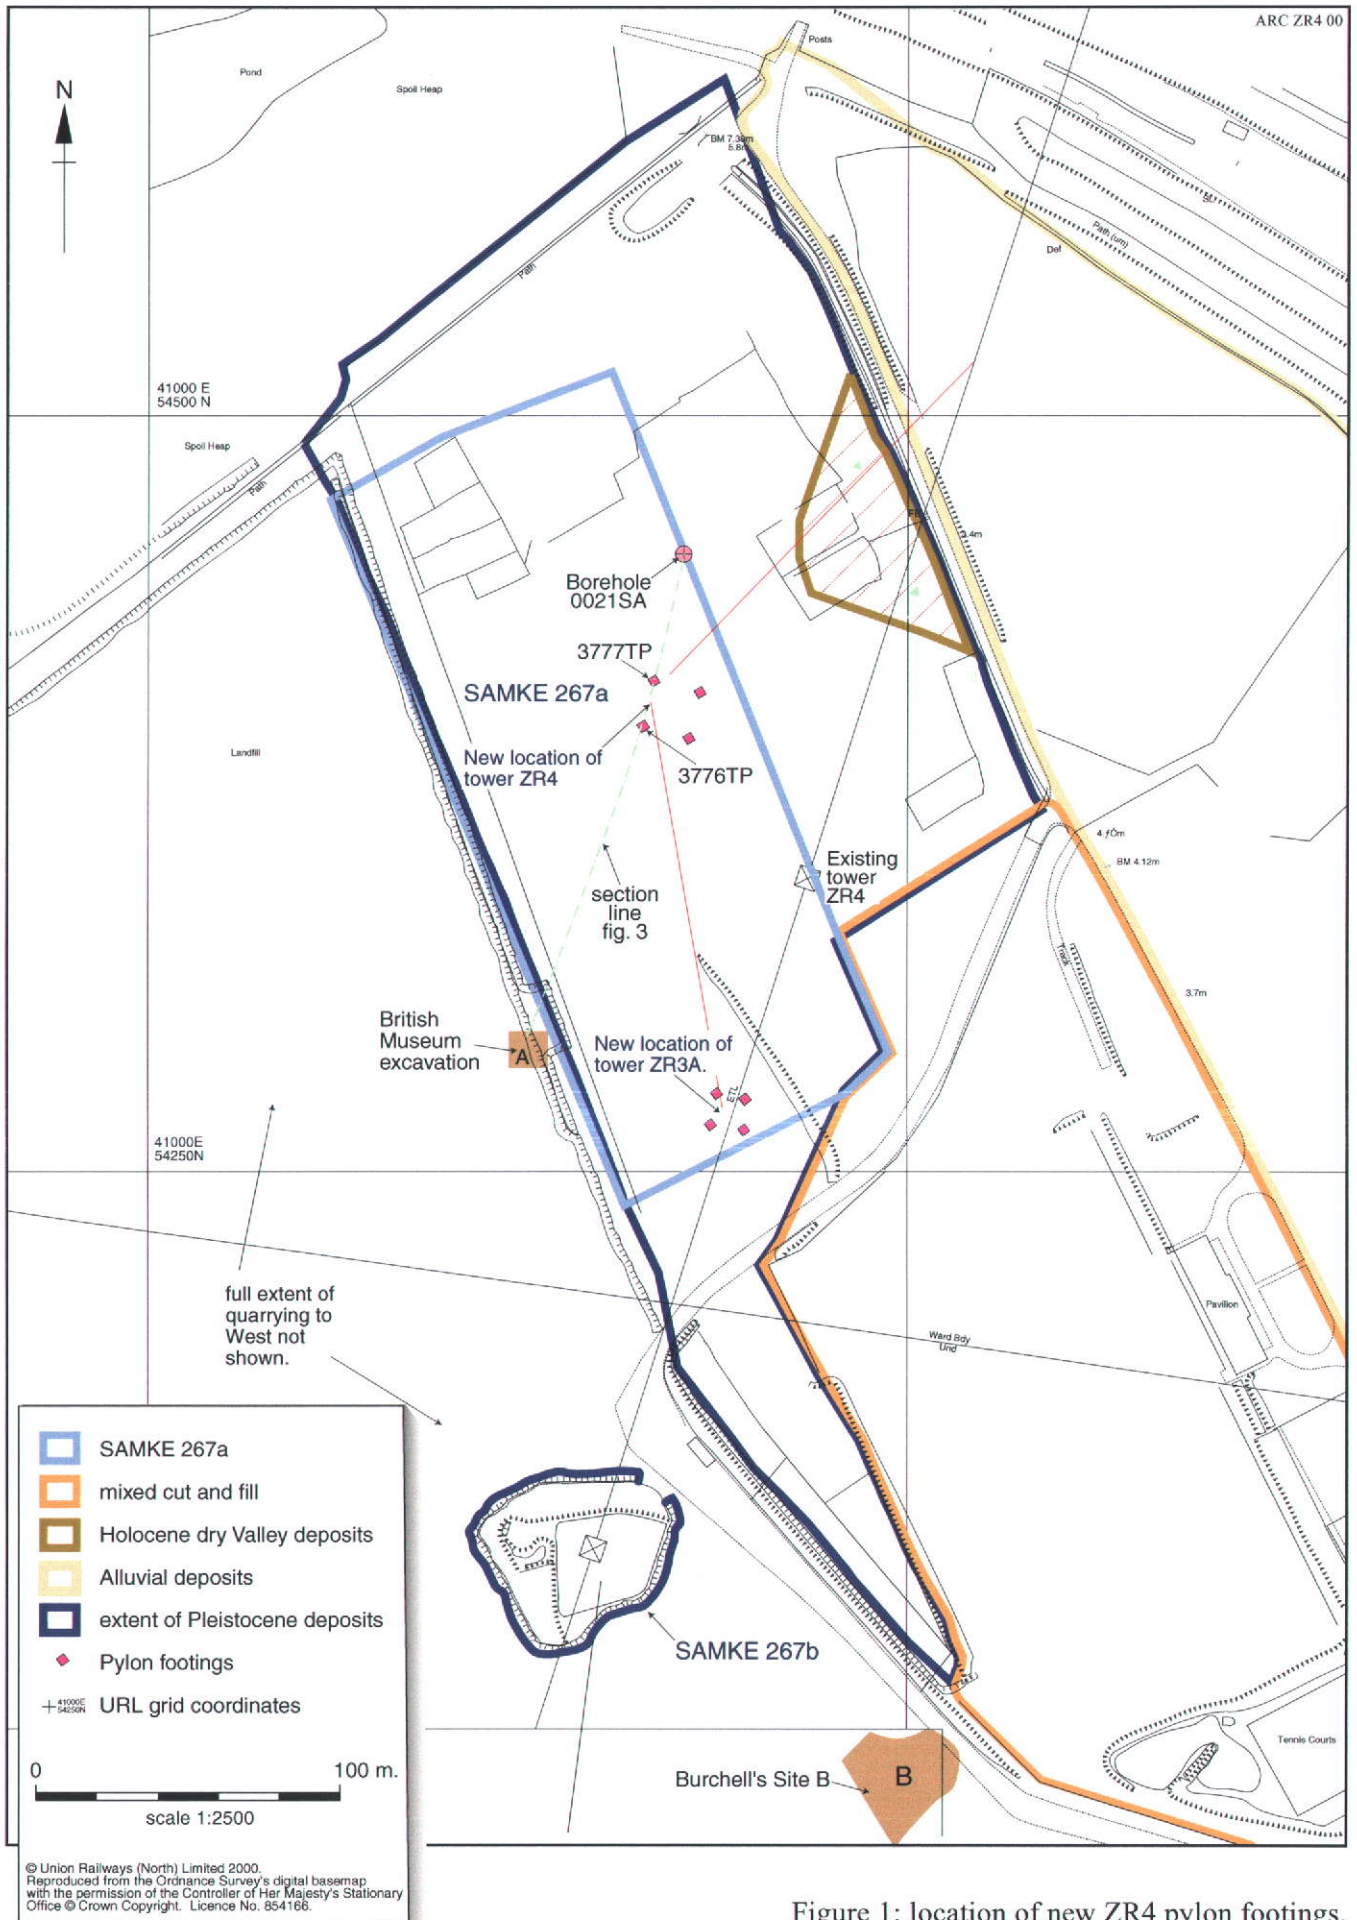 ARC ZR4 00
Posts
Pond
Spoil Heap
N
BM 7.39m
Path (um)
Def
Path
41000 E
54500 N
Spoil Heap
Path
Borehole
0021SA
3777TP
SAMKE 267a
Landfill
New location of
tower ZR4
3776TP
Existing
tower
ZR4
BM 4.12m
section
line
fig. 3
Track
3.7m
British
Museum
excavation
A
New location of
tower ZR3A.
ETL
41000E
54250N
full extent of
quarrying to
West not
shown.
Pavilion
Ward Bdy
Und
SAMKE 267a
mixed cut and fill
Holocene dry Valley deposits
Alluvial deposits
extent of Pleistocene deposits
Pylon footings
41000E
54250N
URL grid coordinates
0 100 m.
scale 1:2500
SAMKE 267b
Tennis Courts
Burchell's Site B
B
© Union Railways (North) Limited 2000.
Reproduced from the Ordnance Survey's digital basemap
with the permission of the Controller of Her Majesty's Stationary
Office © Crown Copyright. Licence No. 854166.
Figure 1: location of new ZR4 pylon footings